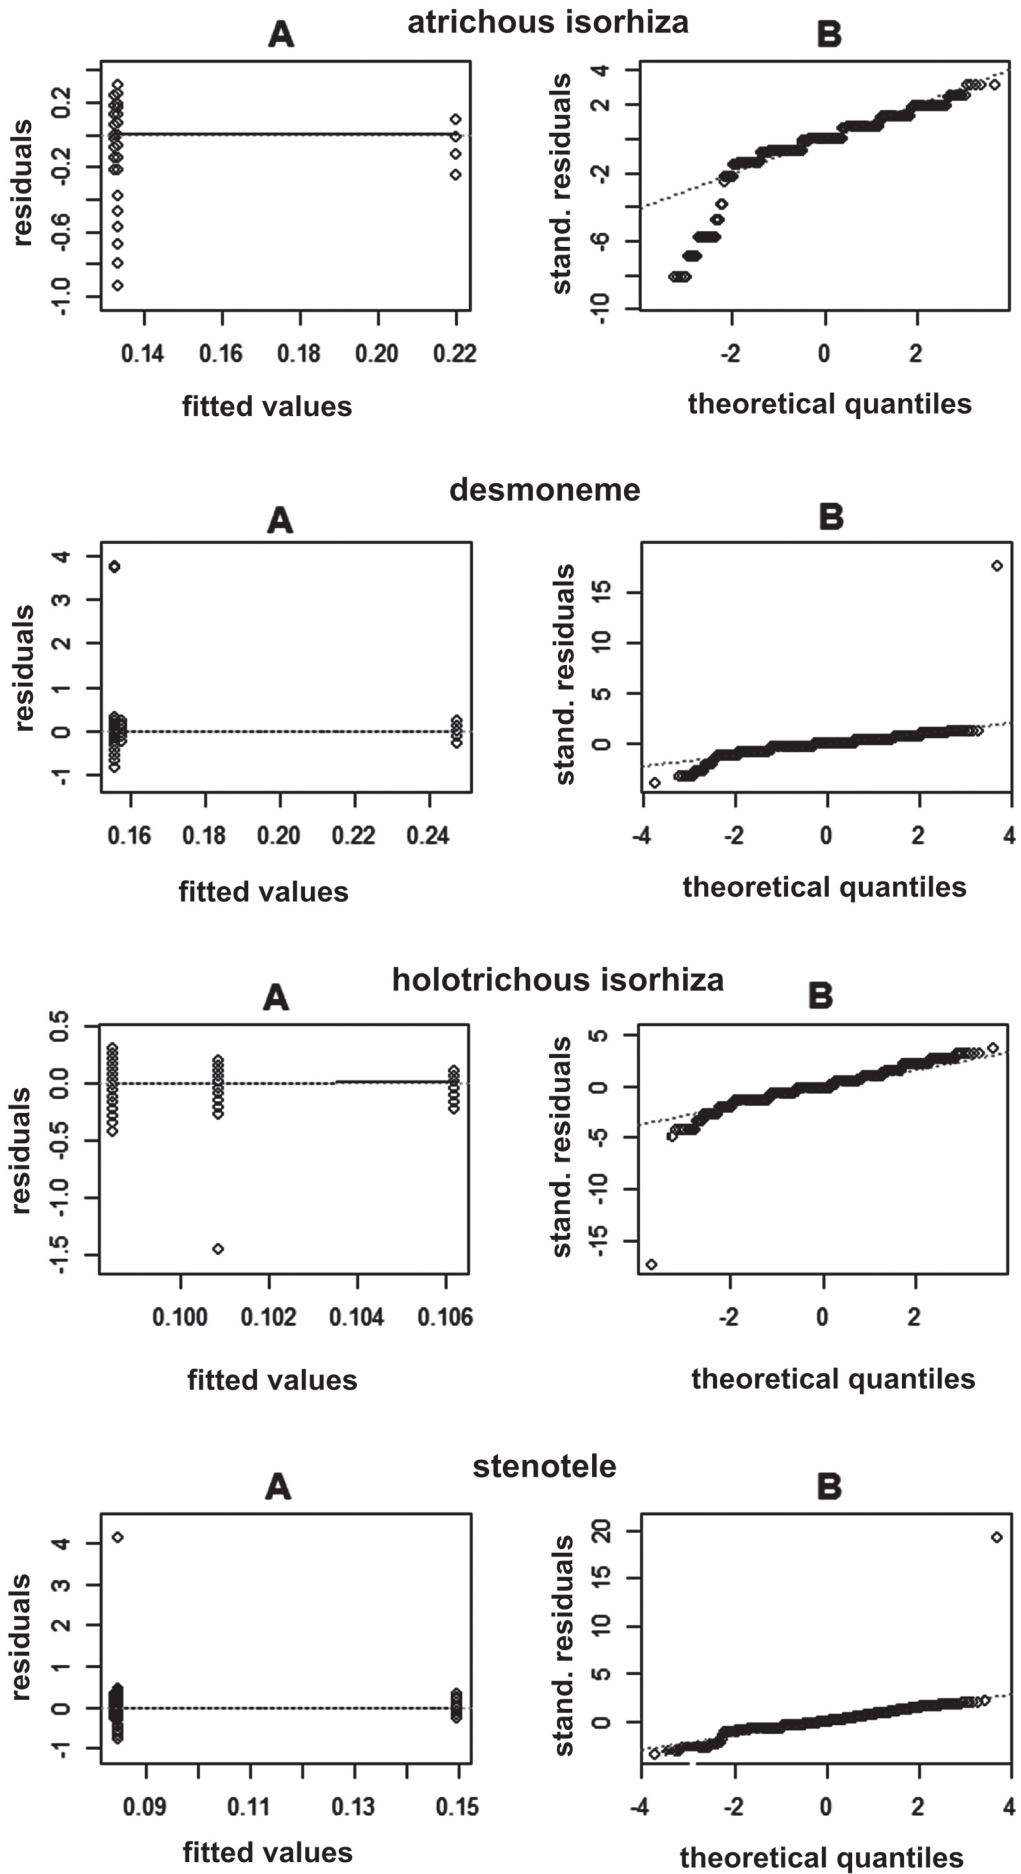 atrichous isorhiza
A B
residuals
0.2
-0.2
-0.6
-1.0
0.14 0.16 0.18 0.20 0.22
fitted values
stand. residuals
4
2
-2
-6
-10
-2 0 2
theoretical quantiles
desmoneme
A B
residuals
4
3
2
1
0
-1
0.16 0.18 0.20 0.22 0.24
fitted values
stand. residuals
15
10
5
0
-4 -2 0 2 4
theoretical quantiles
holotrichous isorhiza
A B
residuals
0.5
0.0
-0.5
-1.0
-1.5
0.100 0.102 0.104 0.106
fitted values
stand. residuals
5
0
-5
-10
-15
-2 0 2
theoretical quantiles
stenotele
A B
residuals
4
3
2
1
0
-1
0.09 0.11 0.13 0.15
fitted values
stand. residuals
20
15
10
5
0
-4 -2 0 2 4
theoretical quantiles